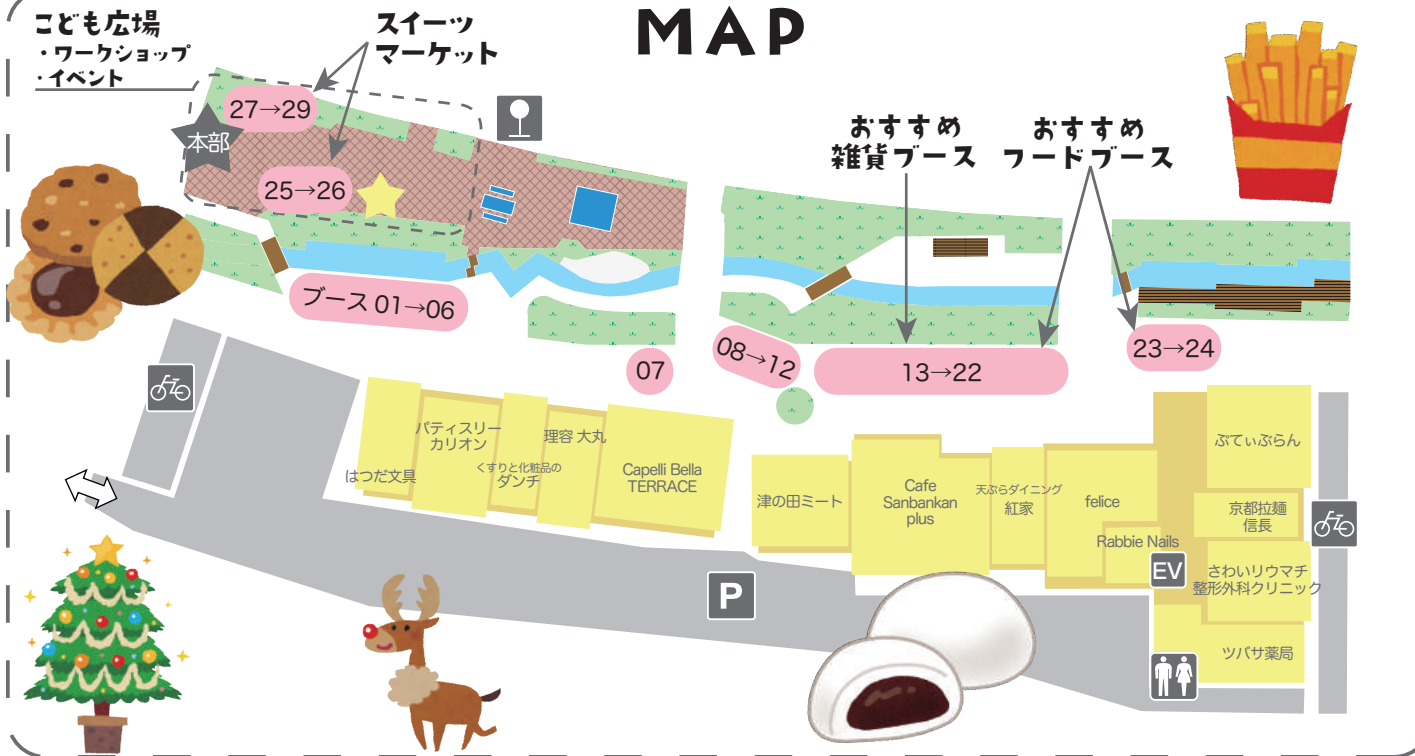 MAP
こども広場
・ワークショップ
・イベント
スイーツ
マーケット
27→29
本部
25→26
おすすめ
雑貨ブース
おすすめ
フードブース
ブース 01→06
07
08→12
13→22
23→24
はつだ文具
パティスリー
カリオン
くすりと化粧品の
ダンチ
理容 大丸
Capelli Bella
TERRACE
津の田ミート
Cafe
Sanbankan
plus
天ぷらダイニング
紅家
felice
Rabbie Nails
EV
ぷてぃぷらん
京都拉麺
信長
さわいリウマチ
整形外科クリニック
ツバサ薬局
P